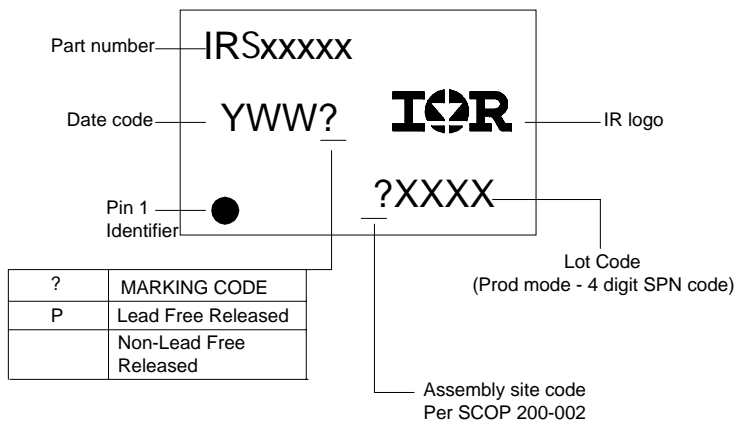 Part number
IRSxxxxx
Date code
YWW?
IOR
IR logo
Pin 1
Identifier
?XXXX
Lot Code
(Prod mode - 4 digit SPN code)
? MARKING CODE
P Lead Free Released
Non-Lead Free
Released
Assembly site code
Per SCOP 200-002